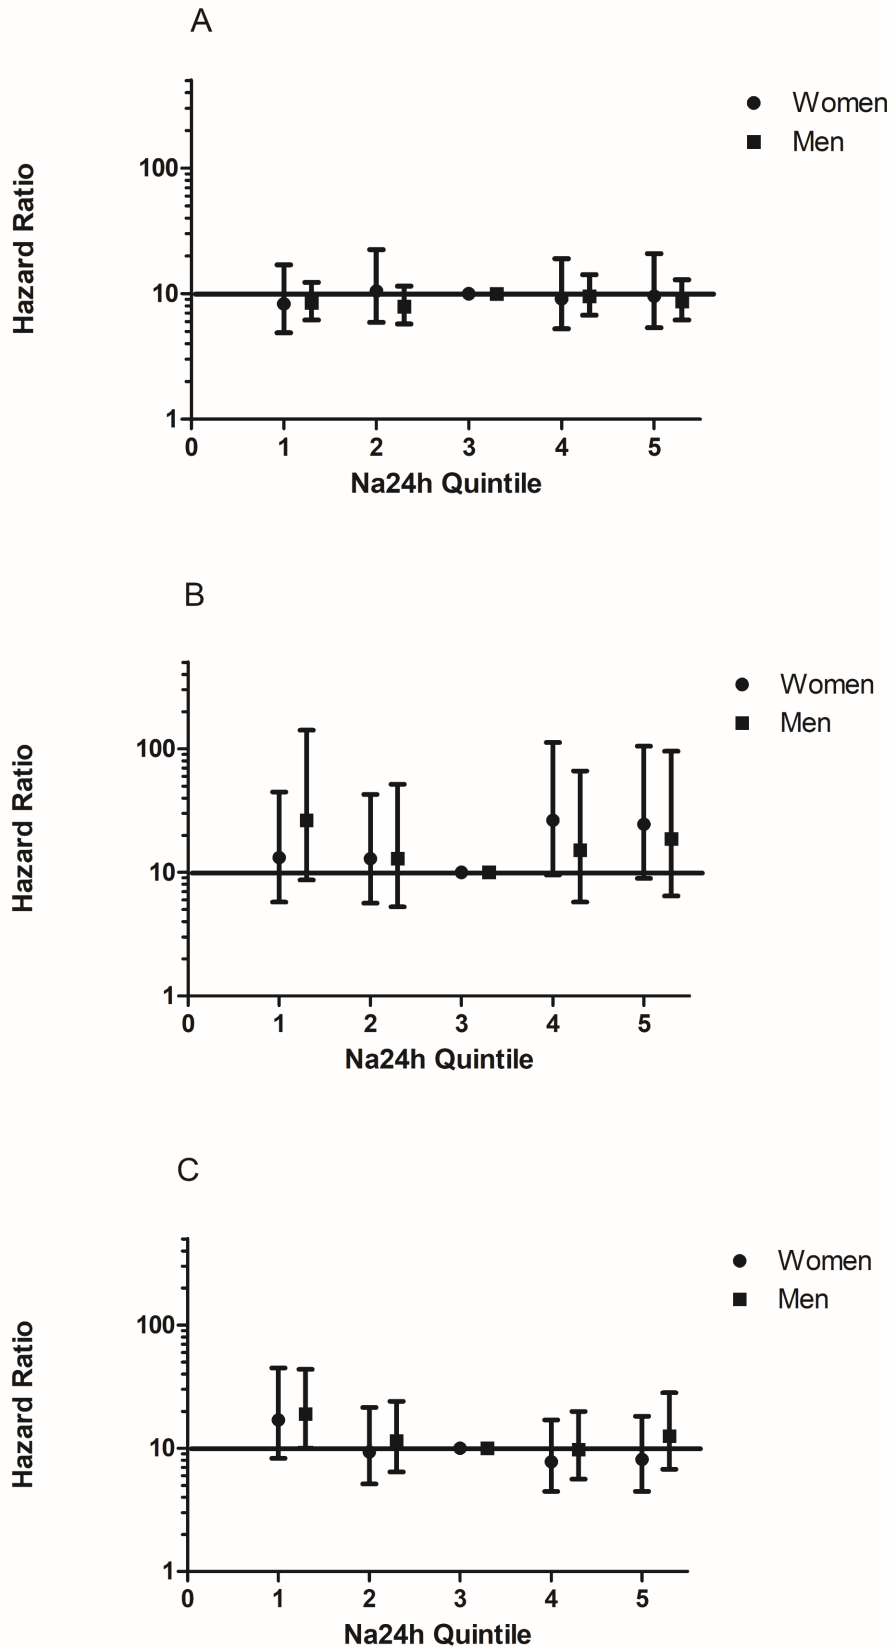 A
Women
Men
Hazard Ratio
100
10
1
0 1 2 3 4 5
Na24h Quintile
B
Women
Men
Hazard Ratio
100
10
1
0 1 2 3 4 5
Na24h Quintile
C
Women
Men
Hazard Ratio
100
10
1
0 1 2 3 4 5
Na24h Quintile